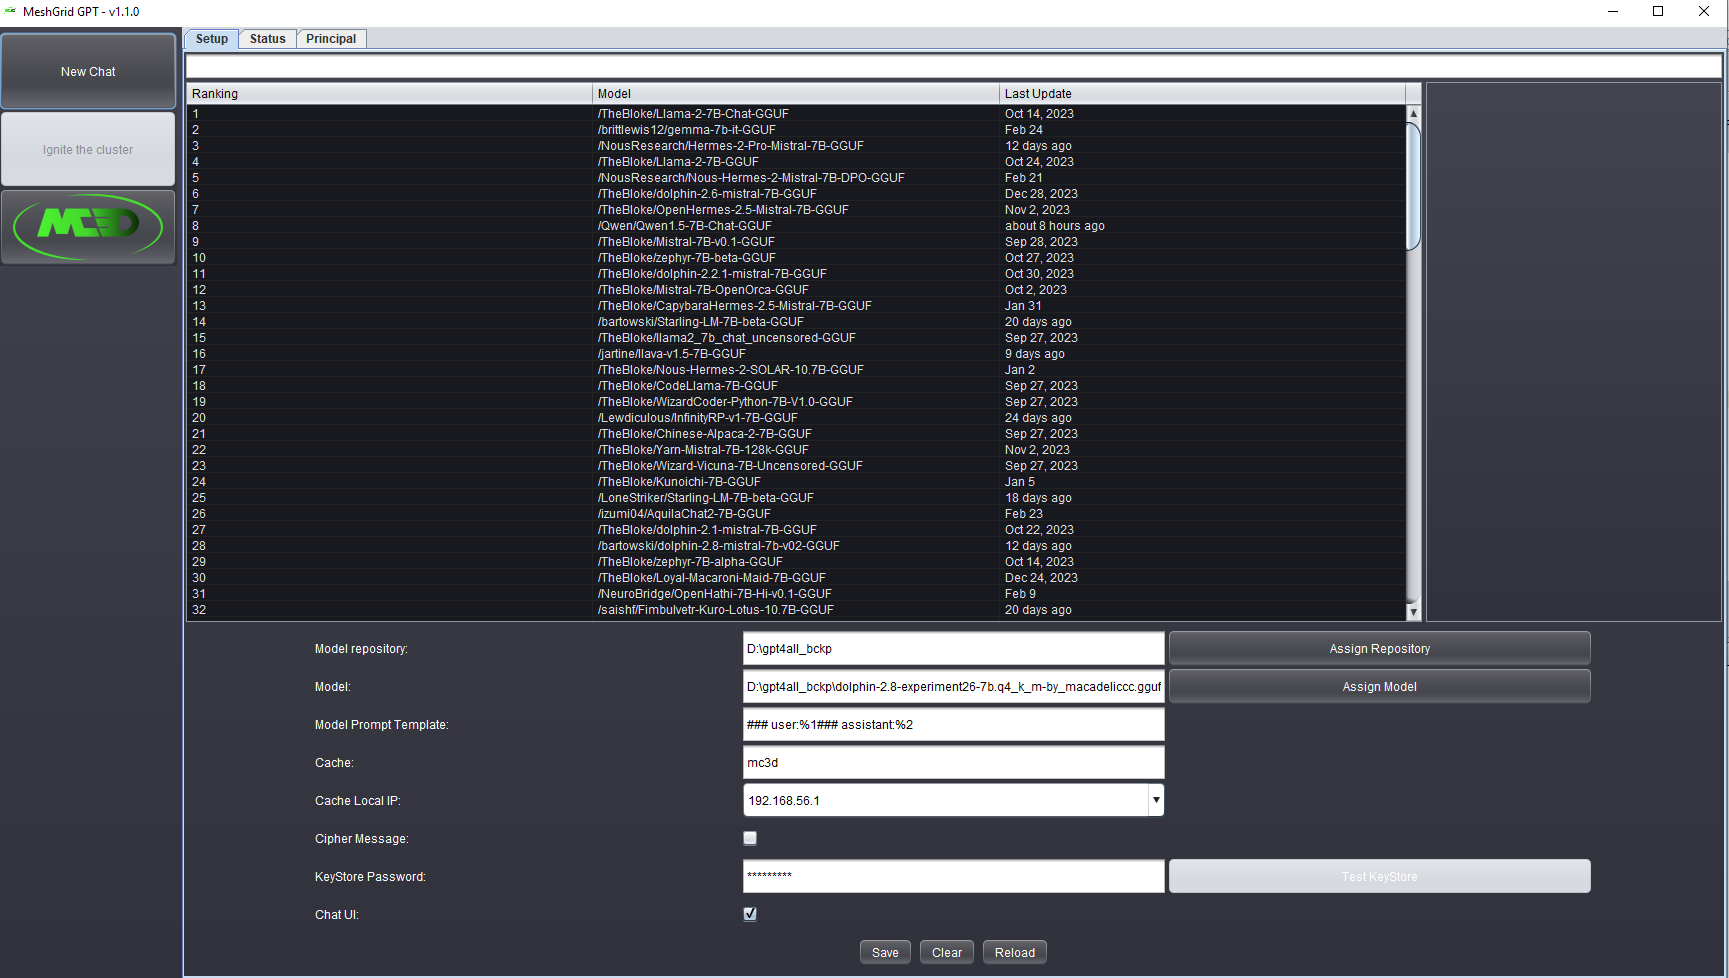 MeshGrid GPT - v1.1.0
New Chat
Ignite the cluster
MC3D
Setup Status Principal
Ranking Model Last Update
1 /TheBloke/Llama-2-7B-Chat-GGUF Oct 14, 2023
2 /brittlewis12/gemma-7b-it-GGUF Feb 24
3 /NousResearch/Hermes-2-Pro-Mistral-7B-GGUF 12 days ago
4 /TheBloke/Llama-2-7B-GGUF Oct 24, 2023
5 /NousResearch/Nous-Hermes-2-Mistral-7B-DPO-GGUF Feb 21
6 /TheBloke/dolphin-2.6-mistral-7B-GGUF Dec 28, 2023
7 /TheBloke/OpenHermes-2.5-Mistral-7B-GGUF Nov 2, 2023
8 /Qwen/Qwen1.5-7B-Chat-GGUF about 8 hours ago
9 /TheBloke/Mistral-7B-v0.1-GGUF Sep 28, 2023
10 /TheBloke/zephyr-7B-beta-GGUF Oct 27, 2023
11 /TheBloke/dolphin-2.2.1-mistral-7B-GGUF Oct 30, 2023
12 /TheBloke/Mistral-7B-OpenOrca-GGUF Oct 2, 2023
13 /TheBloke/CapybaraHermes-2.5-Mistral-7B-GGUF Jan 31
14 /bartowski/Starling-LM-7B-beta-GGUF 20 days ago
15 /TheBloke/llama2_7b_chat_uncensored-GGUF Sep 27, 2023
16 /jartine/llava-v1.5-7B-GGUF 9 days ago
17 /TheBloke/Nous-Hermes-2-SOLAR-10.7B-GGUF Jan 2
18 /TheBloke/CodeLlama-7B-GGUF Sep 27, 2023
19 /TheBloke/WizardCoder-Python-7B-V1.0-GGUF Sep 27, 2023
20 /Lewdiculous/InfinityRP-v1-7B-GGUF 24 days ago
21 /TheBloke/Chinese-Alpaca-2-7B-GGUF Sep 27, 2023
22 /TheBloke/Yarn-Mistral-7B-128k-GGUF Nov 2, 2023
23 /TheBloke/Wizard-Vicuna-7B-Uncensored-GGUF Sep 27, 2023
24 /TheBloke/Kunoichi-7B-GGUF Jan 5
25 /LoneStriker/Starling-LM-7B-beta-GGUF 18 days ago
26 /izumi04/AquilaChat2-7B-GGUF Feb 23
27 /TheBloke/dolphin-2.1-mistral-7B-GGUF Oct 22, 2023
28 /bartowski/dolphin-2.8-mistral-7b-v02-GGUF 12 days ago
29 /TheBloke/zephyr-7B-alpha-GGUF Oct 14, 2023
30 /TheBloke/Loyal-Macaroni-Maid-7B-GGUF Dec 24, 2023
31 /NeuroBridge/OpenHathi-7B-Hi-v0.1-GGUF Feb 9
32 /saishf/Fimbulvetr-Kuro-Lotus-10.7B-GGUF 20 days ago
Model repository: D:\gpt4all_bckp Assign Repository
Model: D:\gpt4all_bckp\dolphin-2.8-experiment26-7b.q4_k_m-by_macadeliccc.gguf Assign Model
Model Prompt Template: ### user:%1### assistant:%2
Cache: mc3d
Cache Local IP: 192.168.56.1
Cipher Message:
KeyStore Password: ********* Test KeyStore
Chat UI:
Save Clear Reload